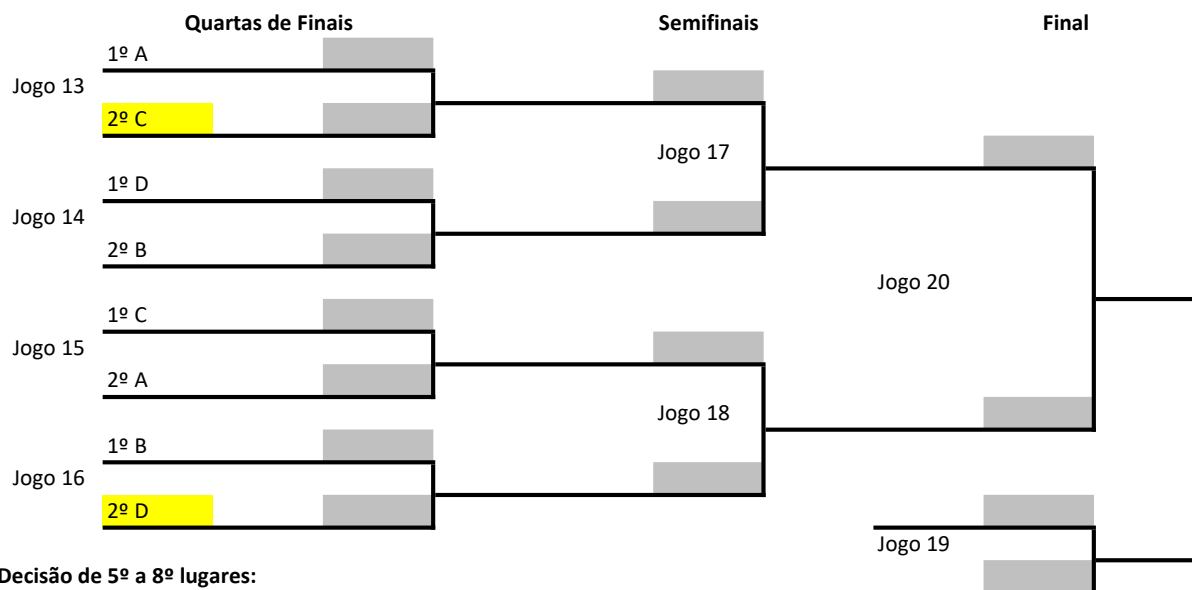 Quartas de Finais
Semifinais
Final
1º A
Jogo 13
2º C
Jogo 17
1º D
Jogo 14
2º B
Jogo 20
1º C
Jogo 15
2º A
Jogo 18
1º B
Jogo 16
2º D
Jogo 19
Decisão de 5º a 8º lugares: